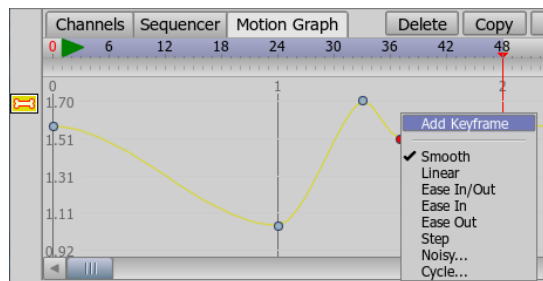 Channels Sequencer Motion Graph Delete Copy
0 6 12 18 24 30 36 42 48
0 1 2
1.70
1.51
1.31
1.11
0.92
Add Keyframe
Smooth
Linear
Ease In/Out
Ease In
Ease Out
Step
Noisy...
Cycle...